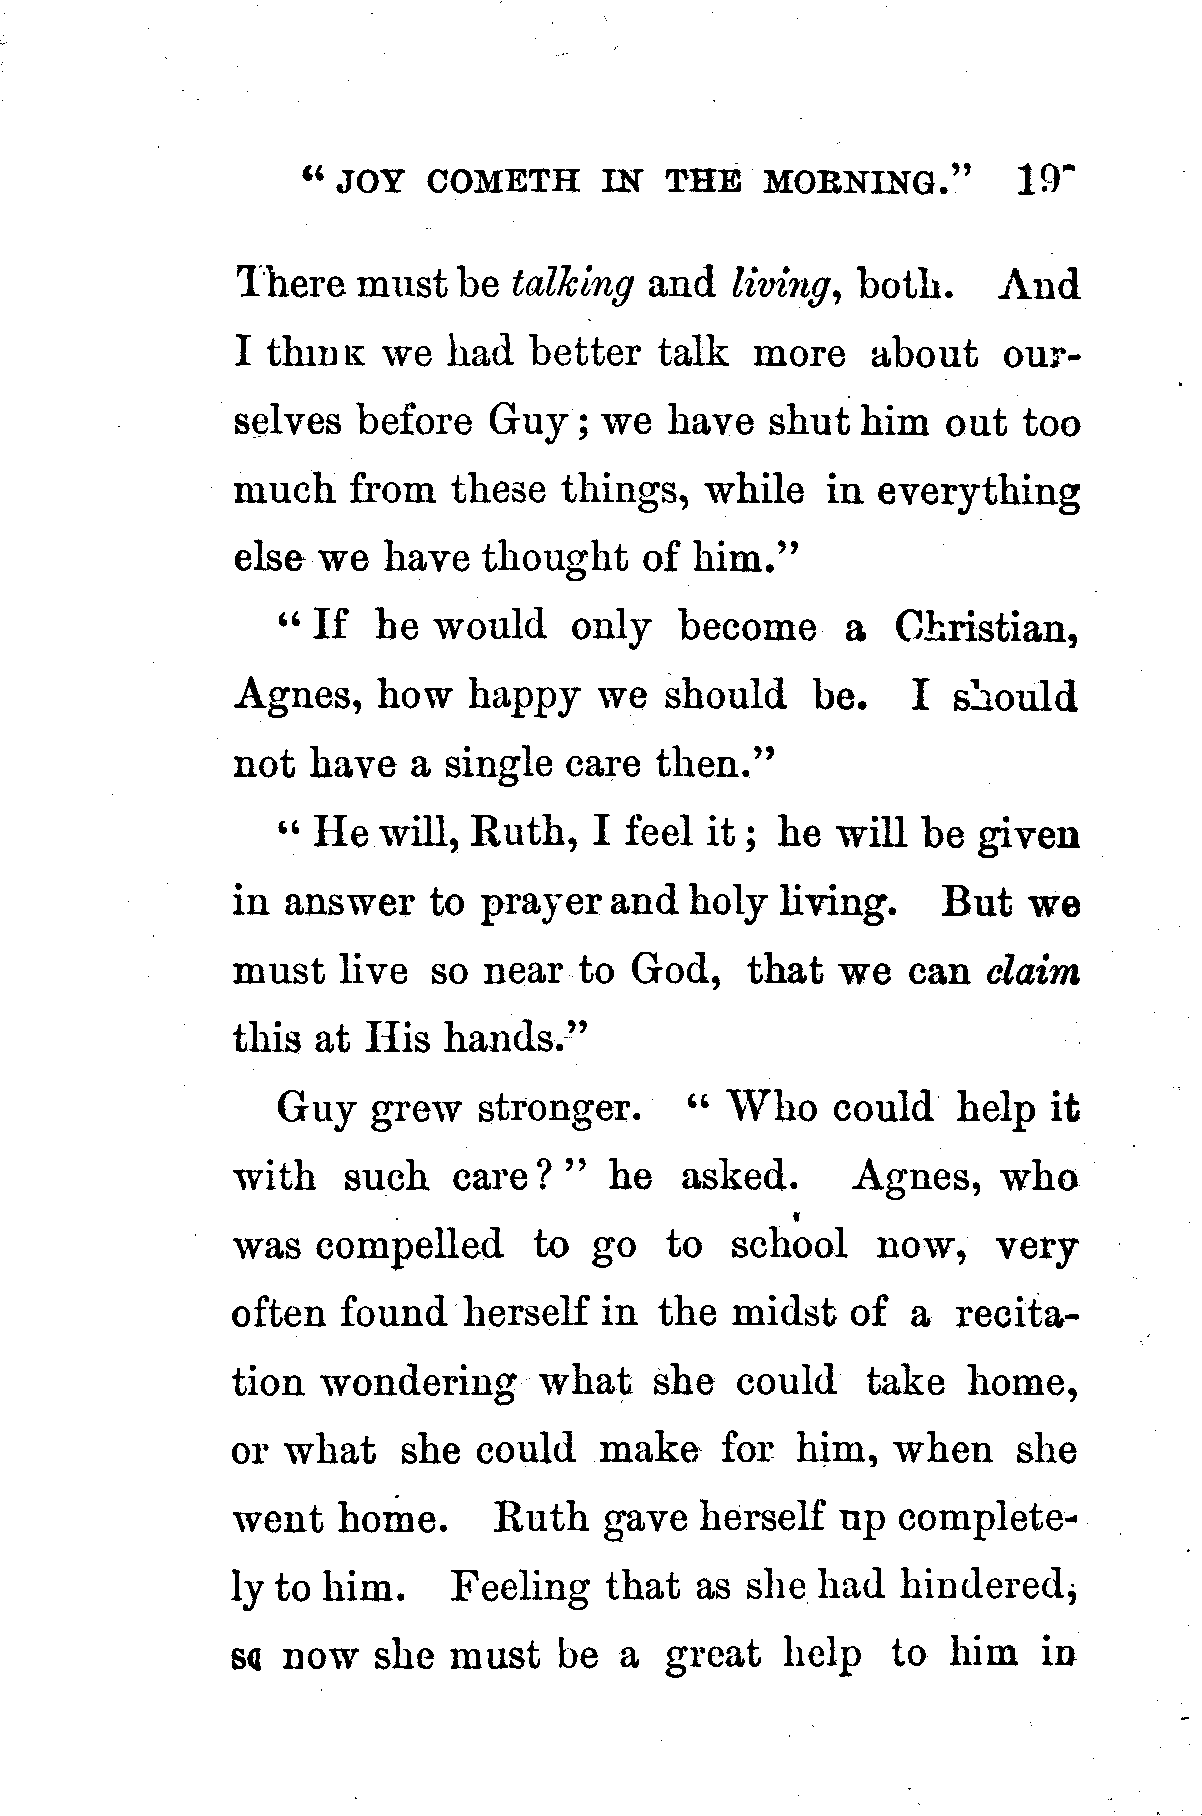 “ JOY COMETH IN THE MORNING.” 19
There must be talking and living, both. And
I think we had better talk more about our-
selves before Guy; we have shut him out too
much from these things, while in everything
else we have thought of him.”
“ If he would only become a Christian,
Agnes, how happy we should be. I should
not have a single care then.”
“ He will, Ruth, I feel it; he will be given
in answer to prayer and holy living. But we
must live so near to God, that we can claim
this at His hands.”
Guy grew stronger. “ Who could help it
with such care? ” he asked. Agnes, who
was compelled to go to school now, very
often found herself in the midst of a recita-
tion wondering what she could take home,
or what she could make for him, when she
went home. Ruth gave herself up complete-
ly to him. Feeling that as she had hindered,
so now she must be a great help to him in